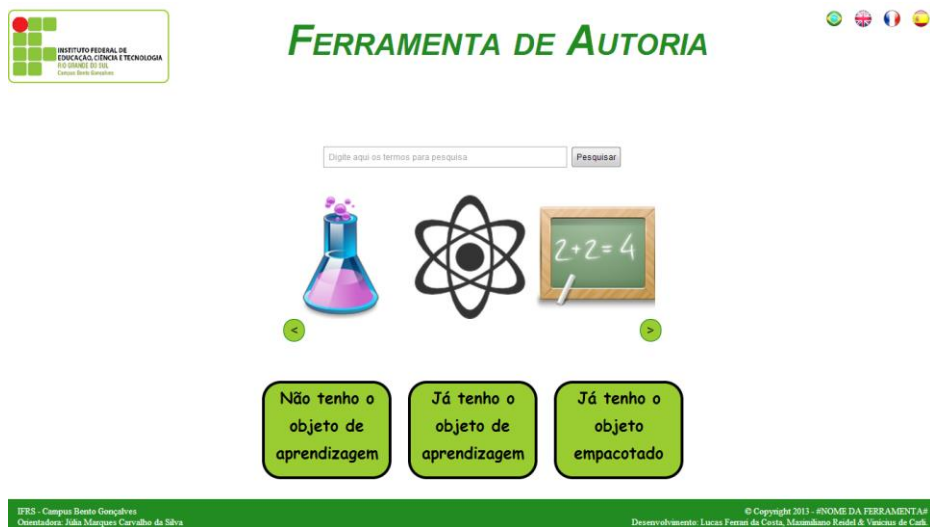 INSTITUTO FEDERAL DE
EDUCAÇÃO, CIÊNCIA E TECNOLOGIA
RIO GRANDE DO SUL
Campus Bento Gonçalves
FERRAMENTA DE AUTORIA
Digite aqui os termos para pesquisa
Pesquisar
2+2=4
<
>
Não tenho o
objeto de
aprendizagem
Já tenho o
objeto de
aprendizagem
Já tenho o
objeto
empacotado
IFRS - Campus Bento Gonçalves
Orientadora: Júlia Marques Carvalho da Silva
© Copyright 2013 - #NOME DA FERRAMENTA#
Desenvolvimento: Lucas Ferrari da Costa, Maximiliano Reidel & Vinicius de Carli.